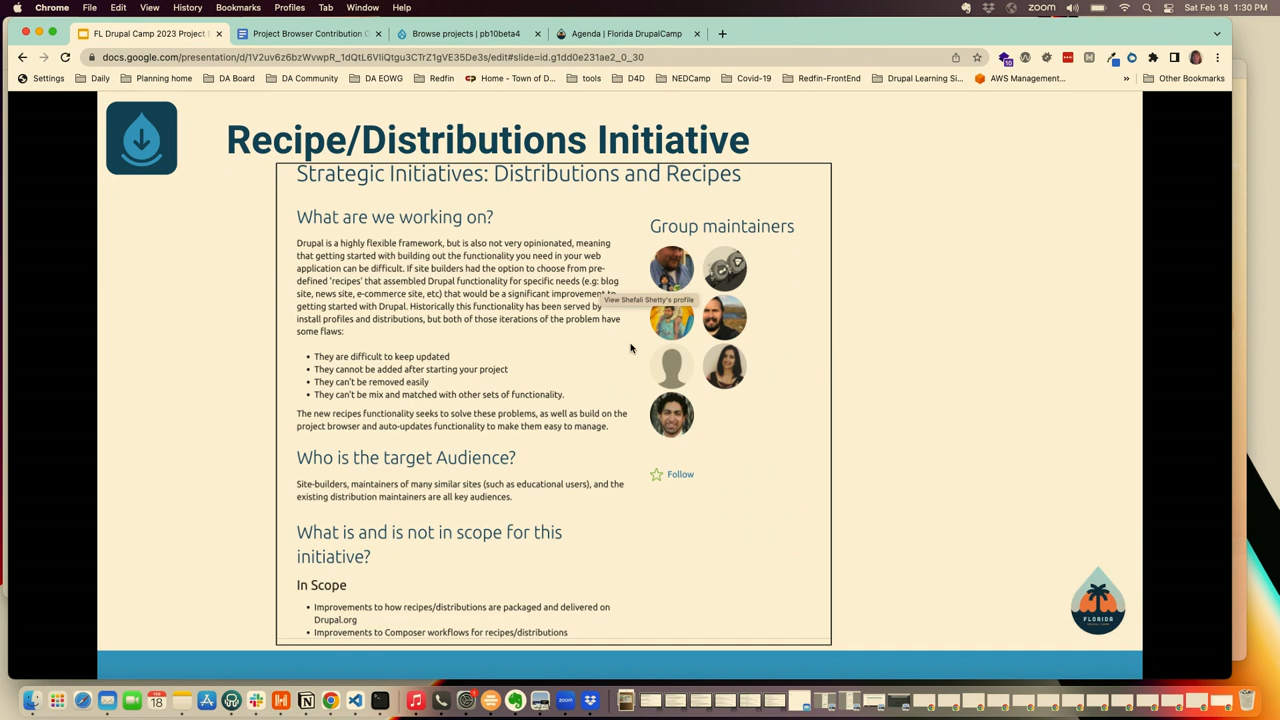 Chrome File Edit View History Bookmarks Profiles Tab Window Help
zoom Sat Feb 18 1:30 PM
FL Drupal Camp 2023 Project
Project Browser Contribution
Browse projects | pb10beta4
Agenda | Florida DrupalCamp
docs.google.com/presentation/d/1V2uv6z6bzWvwpR_1dQtL6VIiQtgu3CTrZ1gVE35De3s/edit#slide=id.g1dd0e231ae2_0_30
Settings Daily Planning home DA Board DA Community DA EOWG Redfin Home - Town of D... tools D4D NEDCamp Covid-19 Redfin-FrontEnd Drupal Learning Si... AWS Management... » Other Bookmarks
Recipe/Distributions Initiative
Strategic Initiatives: Distributions and Recipes
What are we working on?
Drupal is a highly flexible framework, but is also not very opinionated, meaning
that getting started with building out the functionality you need in your web
application can be difficult. If site builders had the option to choose from pre-
defined 'recipes' that assembled Drupal functionality for specific needs (e.g: blog
site, news site, e-commerce site, etc) that would be a significant improvement to
getting started with Drupal. Historically this functionality has been served by
install profiles and distributions, but both of those iterations of the problem have
some flaws:
• They are difficult to keep updated
• They cannot be added after starting your project
• They can't be removed easily
• They can't be mix and matched with other sets of functionality.
The new recipes functionality seeks to solve these problems, as well as build on the
project browser and auto-updates functionality to make them easy to manage.
Who is the target Audience?
Site-builders, maintainers of many similar sites (such as educational users), and the
existing distribution maintainers are all key audiences.
What is and is not in scope for this
initiative?
In Scope
• Improvements to how recipes/distributions are packaged and delivered on
Drupal.org
• Improvements to Composer workflows for recipes/distributions
Group maintainers
View Shefali Shetty's profile
Follow
FLORIDA
DRUPAL CAMP
FEB
18
zoom